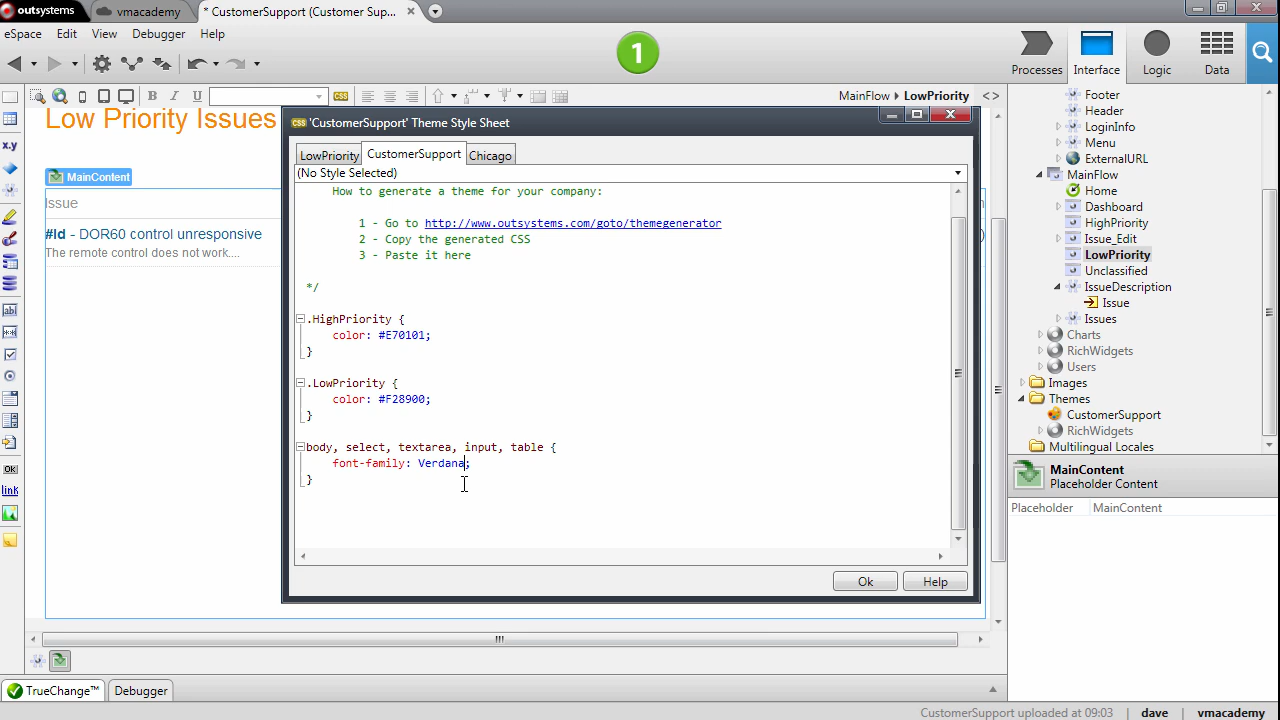 outsystems
vmacademy
* CustomerSupport (Customer Sup...
eSpace
Edit
View
Debugger
Help
1
Processes
Interface
Logic
Data
B
I
U
CSS
MainFlow
LowPriority
<>
Low Priority Issues
MainContent
Issue
#Id - DOR60 control unresponsive
The remote control does not work....
x.y
ab
OK
link
CSS
'CustomerSupport' Theme Style Sheet
LowPriority
CustomerSupport
Chicago
(No Style Selected)
How to generate a theme for your company:
1 - Go to http://www.outsystems.com/goto/themegenerator
2 - Copy the generated CSS
3 - Paste it here
*/
.HighPriority {
color: #E70101;
}
.LowPriority {
color: #F28900;
}
body, select, textarea, input, table {
font-family: Verdana;
}
Ok
Help
Footer
Header
LoginInfo
Menu
ExternalURL
MainFlow
Home
Dashboard
HighPriority
Issue_Edit
LowPriority
Unclassified
IssueDescription
Issue
Issues
Charts
RichWidgets
Users
Images
Themes
CustomerSupport
RichWidgets
Multilingual Locales
MainContent
Placeholder Content
Placeholder
MainContent
TrueChange™
Debugger
CustomerSupport uploaded at 09:03
dave
vmacademy